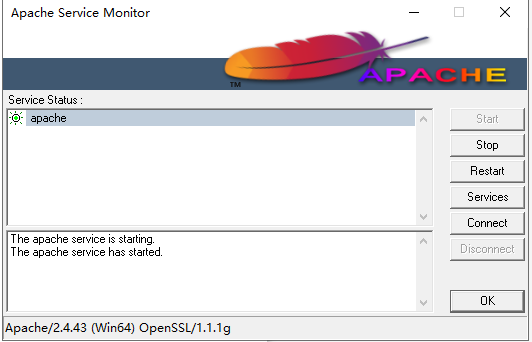 Apache Service Monitor
TM
APACHE
Service Status :
apache
Start
Stop
Restart
Services
Connect
Disconnect
The apache service is starting.
The apache service has started.
OK
Apache/2.4.43 (Win64) OpenSSL/1.1.1g